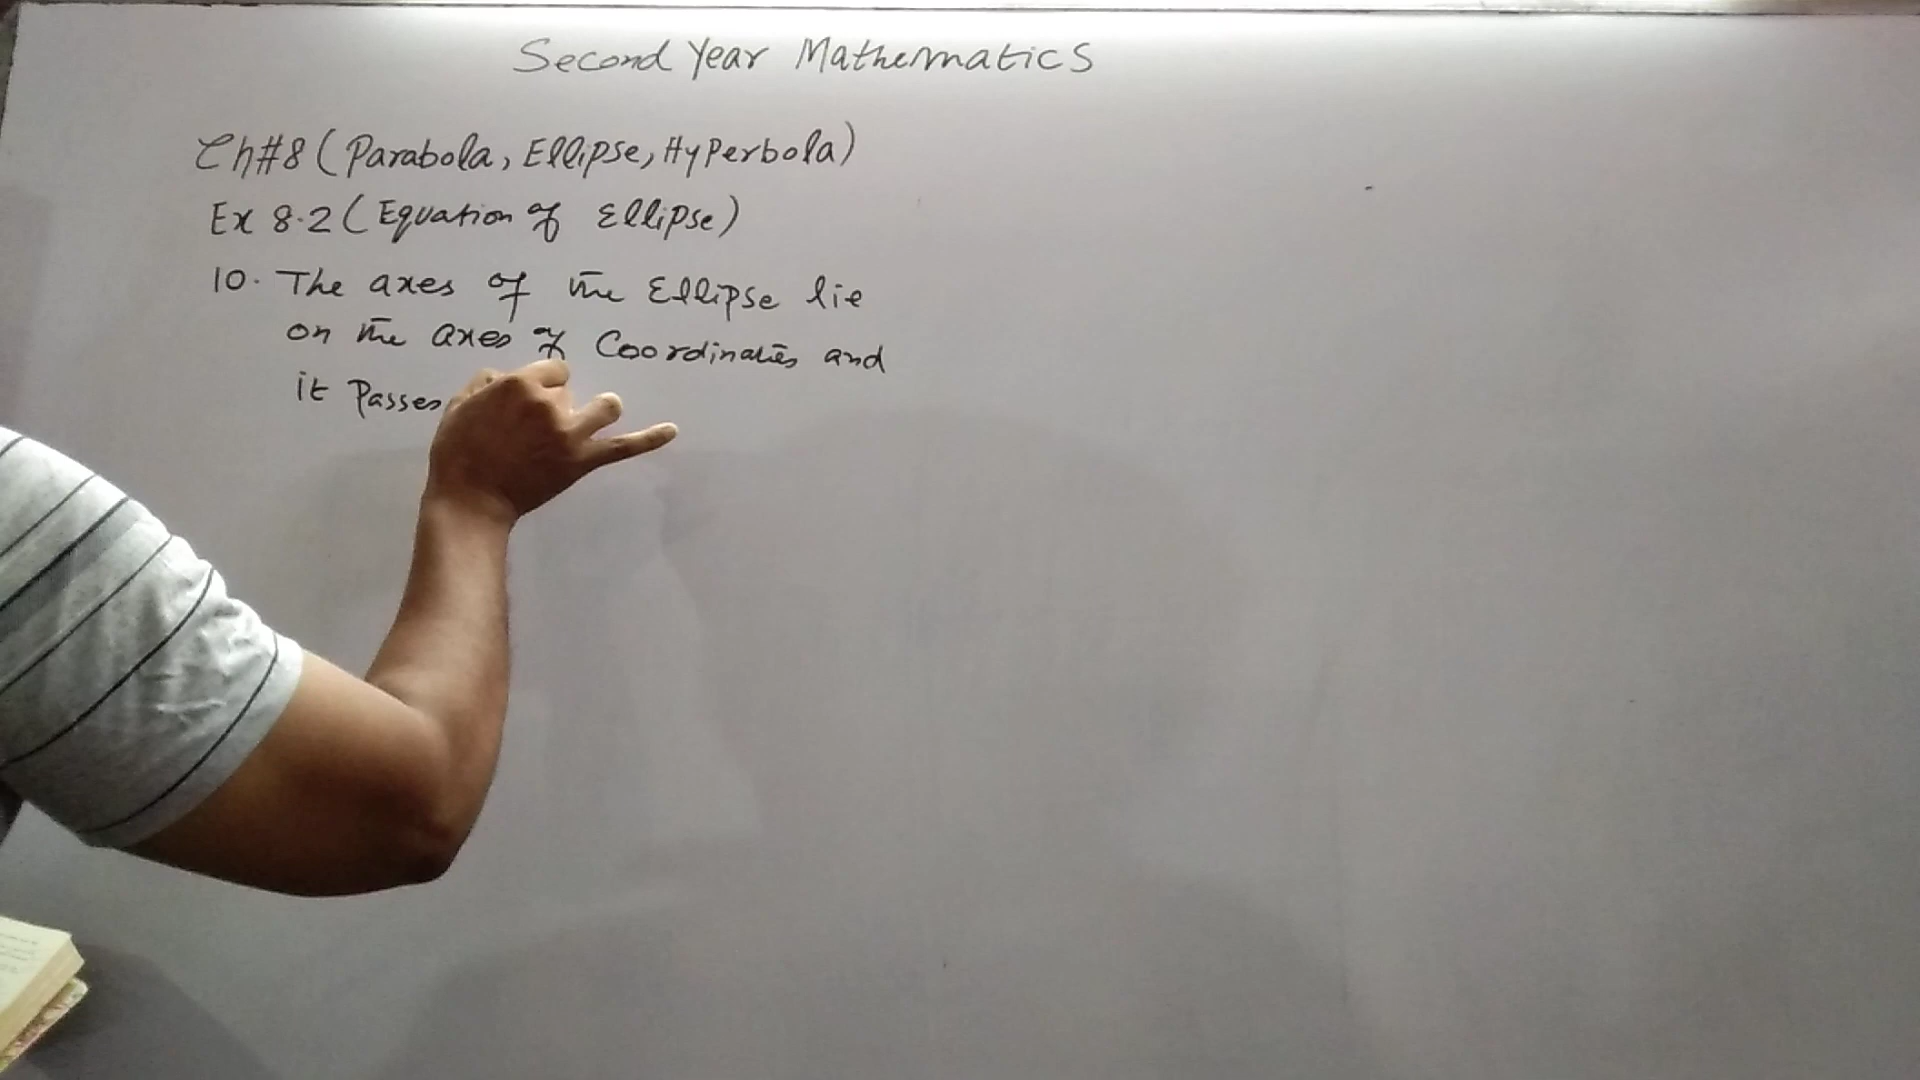 Second Year Mathematics
Ch#8 (Parabola, Ellipse, Hyperbola)
Ex 8.2 (Equation of Ellipse)
10. The axes of the Ellipse lie
on the axes of Coordinates and
it Passes